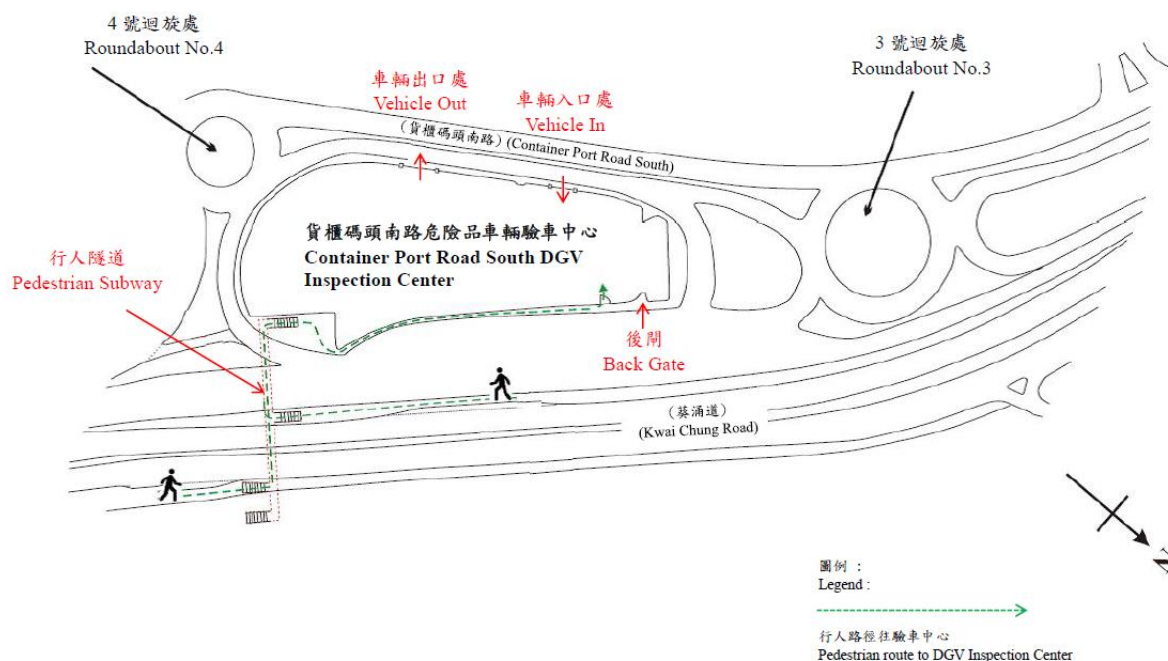 4 號迴旋處
Roundabout No.4
3 號迴旋處
Roundabout No.3
車輛出口處
Vehicle Out
車輛入口處
Vehicle In
(貨櫃碼頭南路) (Container Port Road South)
貨櫃碼頭南路危險品車輛驗車中心
Container Port Road South DGV
Inspection Center
行人隧道
Pedestrian Subway
後閘
Back Gate
(葵涌道)
(Kwai Chung Road)
N
圖例 :
Legend :
行人路徑往驗車中心
Pedestrian route to DGV Inspection Center